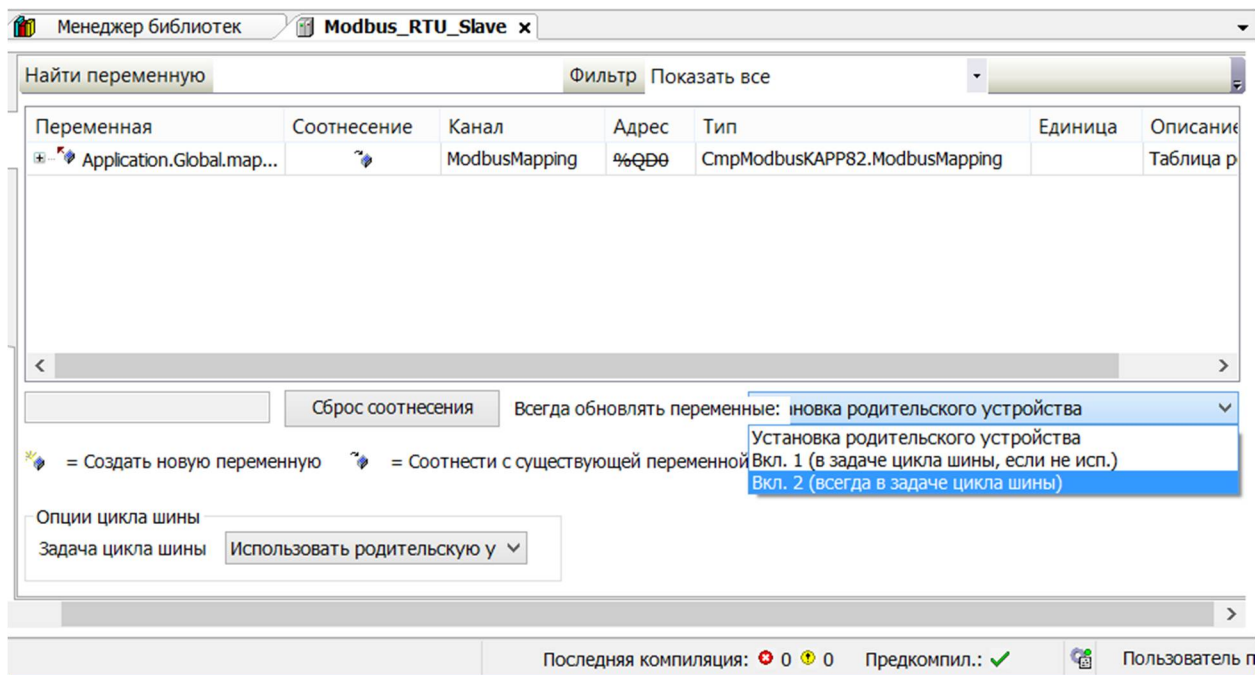 Менеджер библиотек Modbus_RTU_Slave x
Найти переменную Фильтр Показать все
Переменная Соотнесение Канал Адрес Тип Единица Описание
Application.Global.map... ModbusMapping %QD0 CmpModbusKAPP82.ModbusMapping Таблица р
Сброс соотнесения Всегда обновлять переменные: новка родительского устройства
Установка родительского устройства
= Создать новую переменную = Соотнести с существующей переменной Вкл. 1 (в задаче цикла шины, если не исп.)
Вкл. 2 (всегда в задаче цикла шины)
Опции цикла шины
Задача цикла шины Использовать родительскую у
Последняя компиляция: 0 0 Предкомпил.: Пользователь п